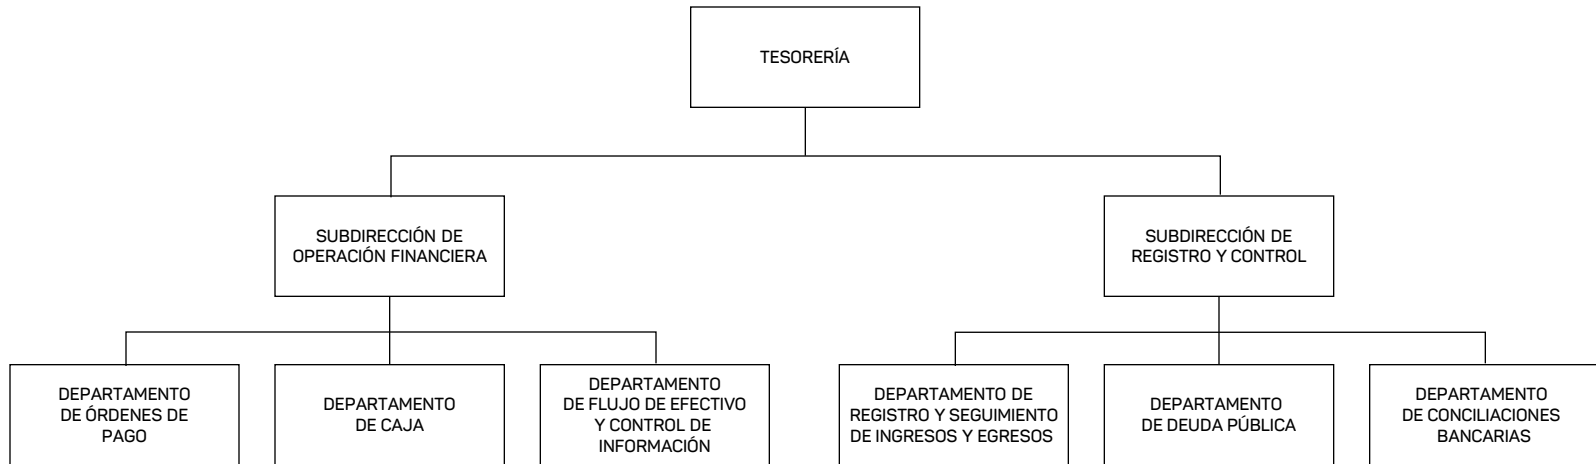 TESORERÍA
SUBDIRECCIÓN DE
OPERACIÓN FINANCIERA
SUBDIRECCIÓN DE
REGISTRO Y CONTROL
DEPARTAMENTO
DE ÓRDENES DE
PAGO
DEPARTAMENTO
DE CAJA
DEPARTAMENTO
DE FLUJO DE EFECTIVO
Y CONTROL DE
INFORMACIÓN
DEPARTAMENTO DE
REGISTRO Y SEGUIMIENTO
DE INGRESOS Y EGRESOS
DEPARTAMENTO
DE DEUDA PÚBLICA
DEPARTAMENTO
DE CONCILIACIONES
BANCARIAS